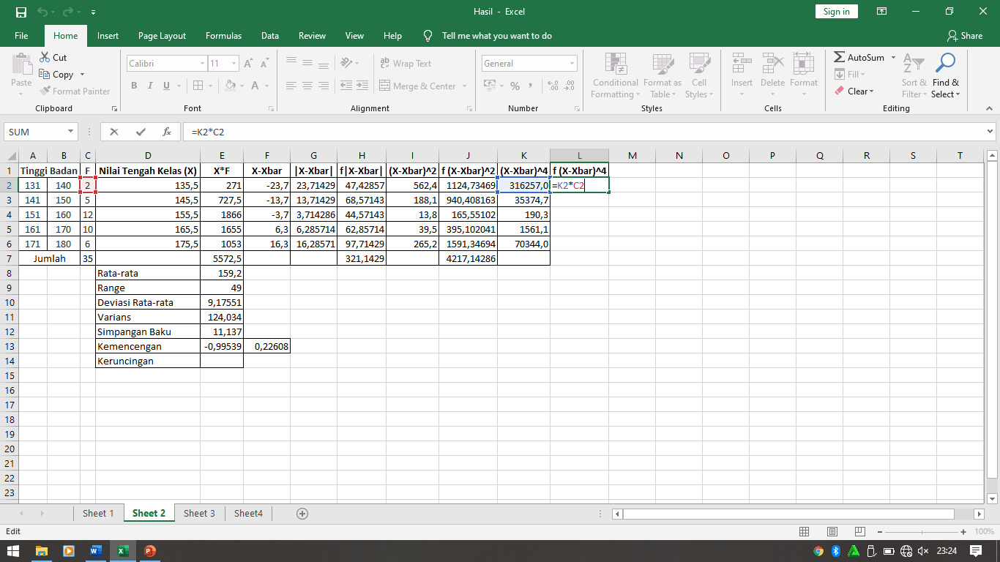 Hasil - Excel
Sign in
File Home Insert Page Layout Formulas Data Review View Help Tell me what you want to do Share
Paste
Cut
Copy
Format Painter
Clipboard
Calibri 11 A A
B I U A
Font
ab Wrap Text
Merge & Center
Alignment
General
% ,
Number
Conditional Formatting
Format as Table
Cell Styles
Styles
Insert Delete Format
Cells
AutoSum
Fill
Clear
Sort & Filter
Find & Select
Editing
SUM fx =K2*C2
A B C D E F G H I J K L M N O P Q R S T
1 Tinggi Badan F Nilai Tengah Kelas (X) X*F X-Xbar |X-Xbar| f|X-Xbar| (X-Xbar)^2 f (X-Xbar)^2 (X-Xbar)^4 f (X-Xbar)^4
2 131 140 2 135,5 271 -23,7 23,71429 47,42857 562,4 1124,73469 316257,0 =K2*C2
3 141 150 5 145,5 727,5 -13,7 13,71429 68,57143 188,1 940,408163 35374,7
4 151 160 12 155,5 1866 -3,7 3,714286 44,57143 13,8 165,55102 190,3
5 161 170 10 165,5 1655 6,3 6,285714 62,85714 39,5 395,102041 1561,1
6 171 180 6 175,5 1053 16,3 16,28571 97,71429 265,2 1591,34694 70344,0
7 Jumlah 35 5572,5 321,1429 4217,14286
8 Rata-rata 159,2
9 Range 49
10 Deviasi Rata-rata 9,17551
11 Varians 124,034
12 Simpangan Baku 11,137
13 Kemencengan -0,99539 0,22608
14 Keruncingan
15
16
17
18
19
20
21
22
23
Sheet 1 Sheet 2 Sheet 3 Sheet4
Edit 100%
23:24